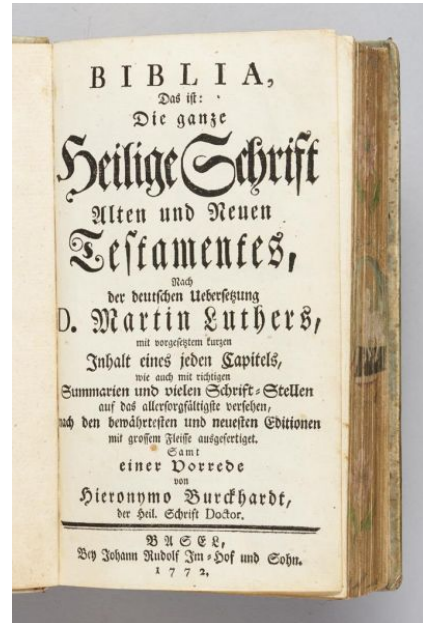 BIBLIA,
Das ist:
Die ganze
Heilige Schrift
Alten und Neuen
Testamentes,
Nach
der deutschen Uebersetzung
D. Martin Luthers,
mit vorgesetztem kurzen
Inhalt eines jeden Capitels,
wie auch mit richtigen
Summarien und vielen Schrift-Stellen
auf das allersorgfältigste versehen,
nach den bewährtesten und neuesten Editionen
mit grossem Fleisse ausgefertiget.
Samt
einer Vorrede
von
Hieronymo Burckhardt,
der Heil. Schrift Doctor.
BASEL,
Bey Johann Rudolf Im-Hof und Sohn.
1772.